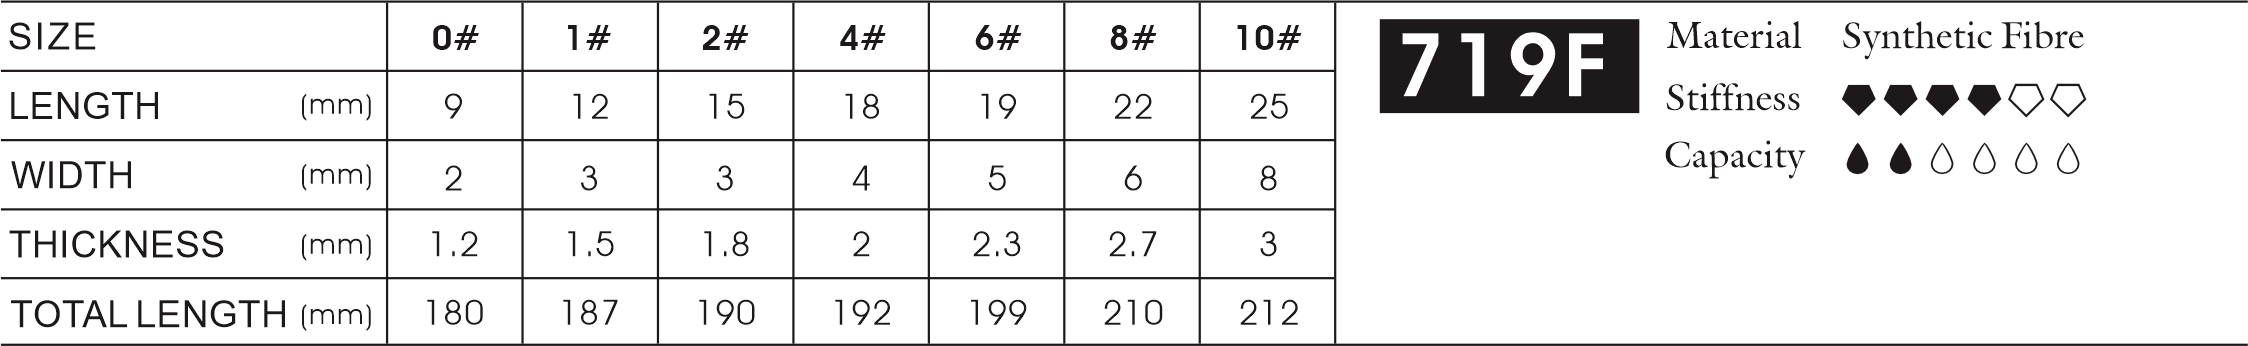 SIZE 0# 1# 2# 4# 6# 8# 10#
LENGTH (mm) 9 12 15 18 19 22 25
WIDTH (mm) 2 3 3 4 5 6 8
THICKNESS (mm) 1.2 1.5 1.8 2 2.3 2.7 3
TOTAL LENGTH (mm) 180 187 190 192 199 210 212
719F
Material Synthetic Fibre
Stiffness
Capacity